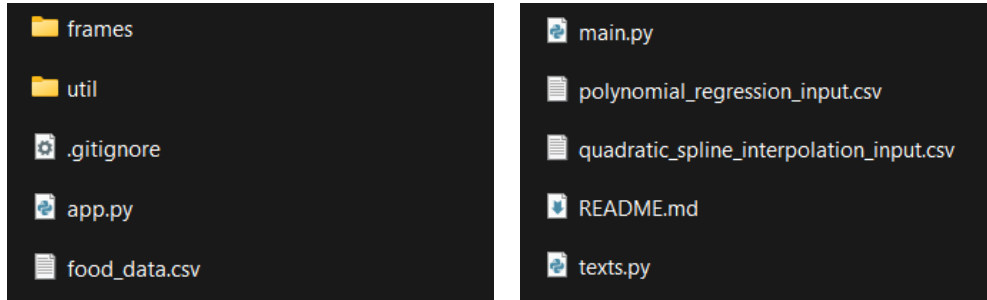 frames
util
.gitignore
app.py
food_data.csv
main.py
polynomial_regression_input.csv
quadratic_spline_interpolation_input.csv
README.md
texts.py